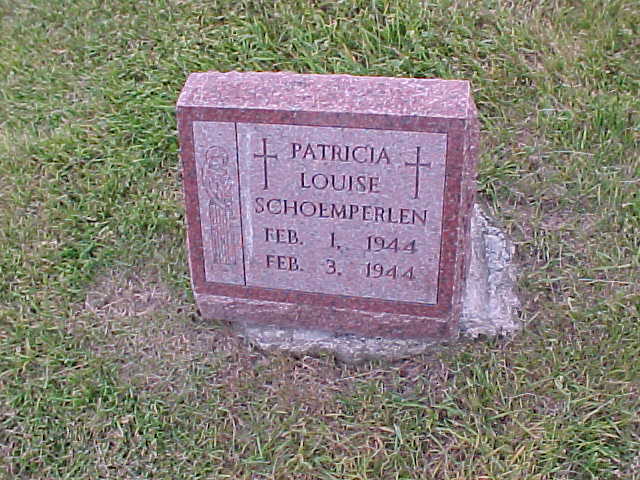 PATRICIA
LOUISE
SCHOEMPERLEN
FEB. 1, 1944
FEB. 3, 1944